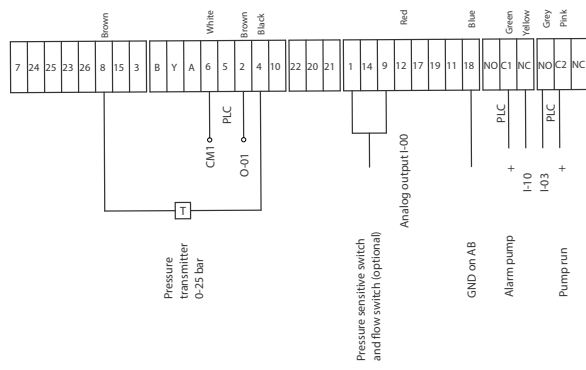 Brown
White
Brown
Black
Red
Blue
Green
Yellow
Grey
Pink
7 24 25 23 26 8 15 3
B Y A 6 5 2 4 10
22 20 21
1 14 9 12 17 19 11 18
NO C1 NC
NO C2 NC
PLC
PLC
PLC
CM1
O-01
+
I-10
I-03
+
T
Analog output I-00
Pressure
transmitter
0-25 bar
Pressure sensitive switch
and flow switch (optional)
GND on AB
Alarm pump
Pump run